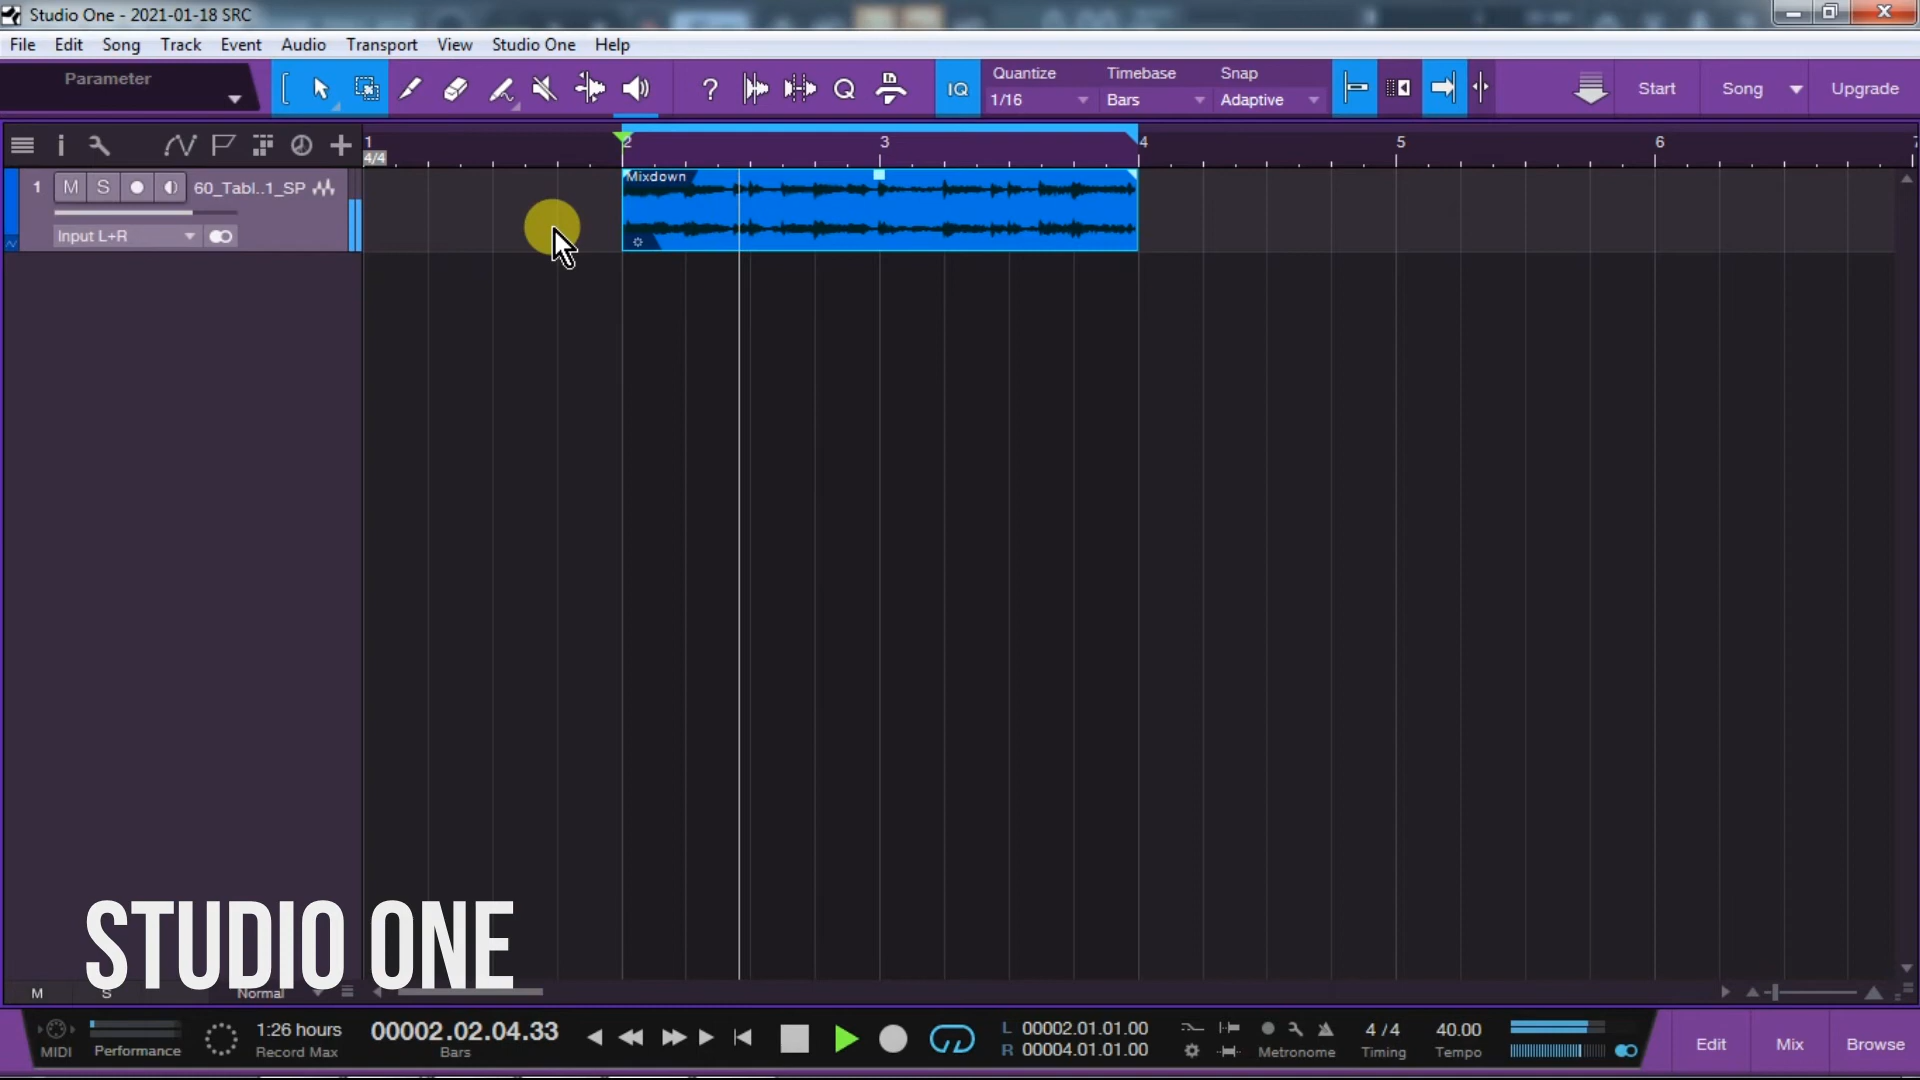 Studio One - 2021-01-18 SRC
File Edit Song Track Event Audio Transport View Studio One Help
Parameter
? IQ
Quantize Timebase Snap
1/16 Bars Adaptive
Start Song Upgrade
1 2 3 4 5 6
4/4
1 M S 60_Tabl..1_SP
Mixdown
Input L+R
STUDIO ONE
M S Normal
MIDI Performance
1:26 hours
Record Max
00002.02.04.33
Bars
L 00002.01.01.00
R 00004.01.01.00
Metronome
4 / 4
Timing
40.00
Tempo
Edit Mix Browse